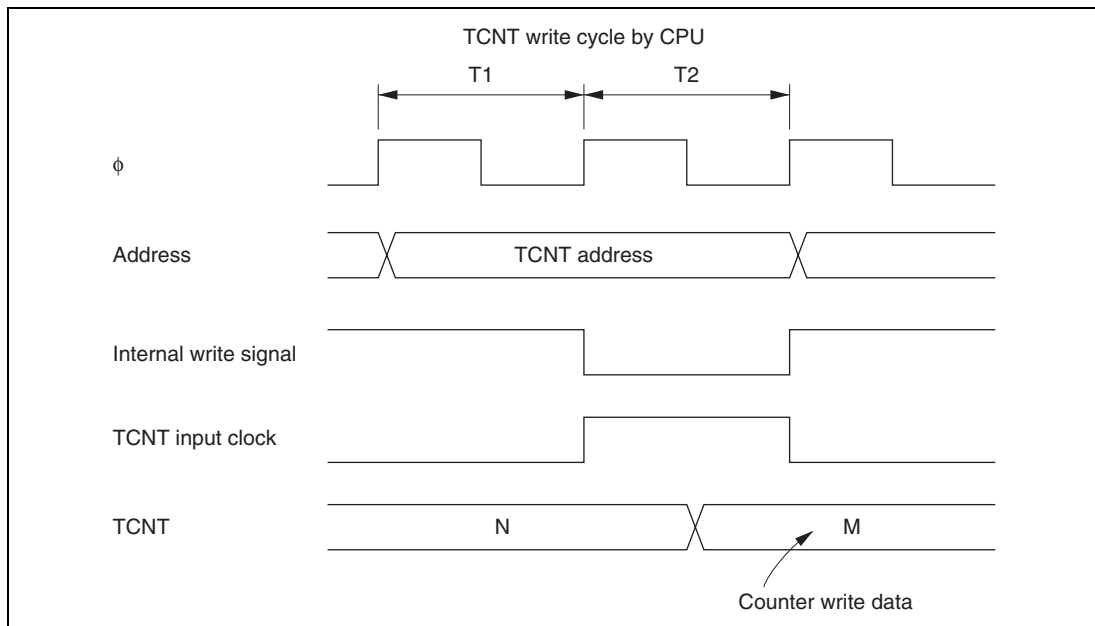 TCNT write cycle by CPU
T1 T2
ϕ
Address
TCNT address
Internal write signal
TCNT input clock
TCNT
N
M
Counter write data